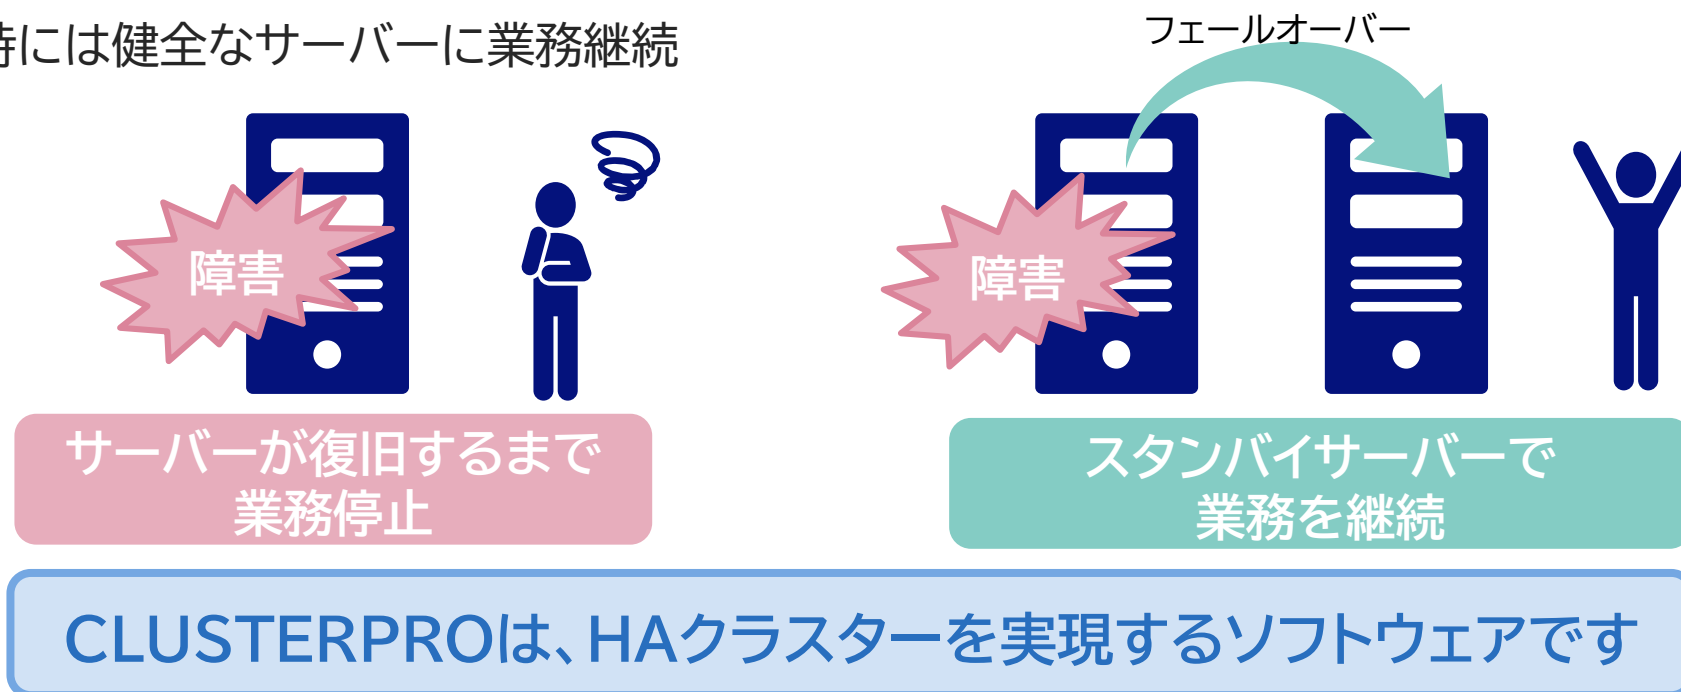 時には健全なサーバーに業務継続
フェールオーバー
障害
障害
サーバーが復旧するまで
業務停止
スタンバイサーバーで
業務を継続
CLUSTERPROは、HAクラスターを実現するソフトウェアです